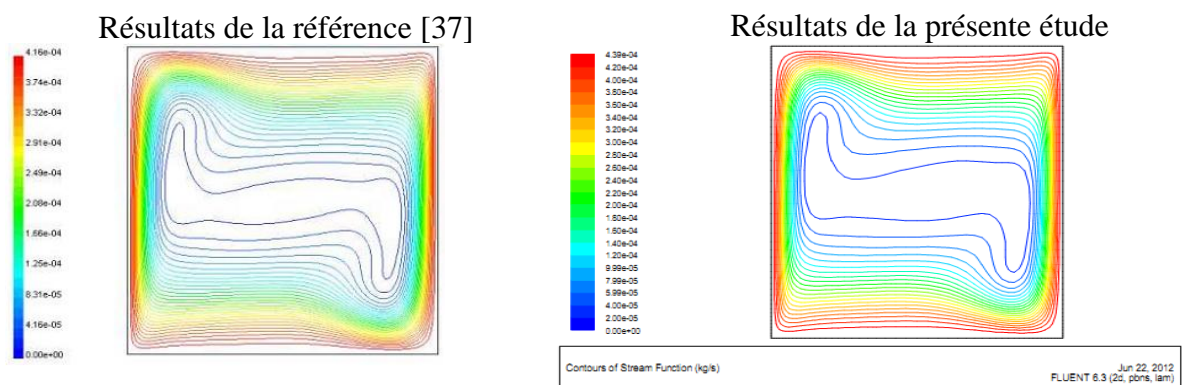 Résultats de la référence [37]
Résultats de la présente étude
4.16e-04
3.74e-04
3.32e-04
2.91e-04
2.49e-04
2.08e-04
1.66e-04
1.25e-04
8.31e-05
4.16e-05
0.00e+00
4.39e-04
4.20e-04
4.00e-04
3.80e-04
3.60e-04
3.40e-04
3.20e-04
3.00e-04
2.80e-04
2.60e-04
2.40e-04
2.20e-04
2.00e-04
1.80e-04
1.60e-04
1.40e-04
1.20e-04
9.99e-05
7.99e-05
5.99e-05
4.00e-05
2.00e-05
0.00e+00
Contours of Stream Function (kg/s)
Jun 22, 2012
FLUENT 6.3 (2d, pbns, lam)